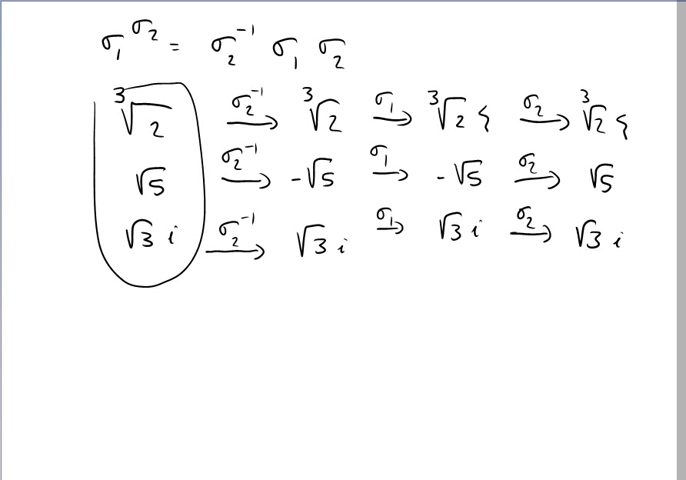 σ₁^σ₂ = σ₂⁻¹ σ₁ σ₂
∛2 →^{σ₂⁻¹} ∛2 →^{σ₁} ∛2 ζ →^{σ₂} ∛2 ζ
√5 →^{σ₂⁻¹} -√5 →^{σ₁} -√5 →^{σ₂} √5
√3 i →^{σ₂⁻¹} √3 i →^{σ₁} √3 i →^{σ₂} √3 i